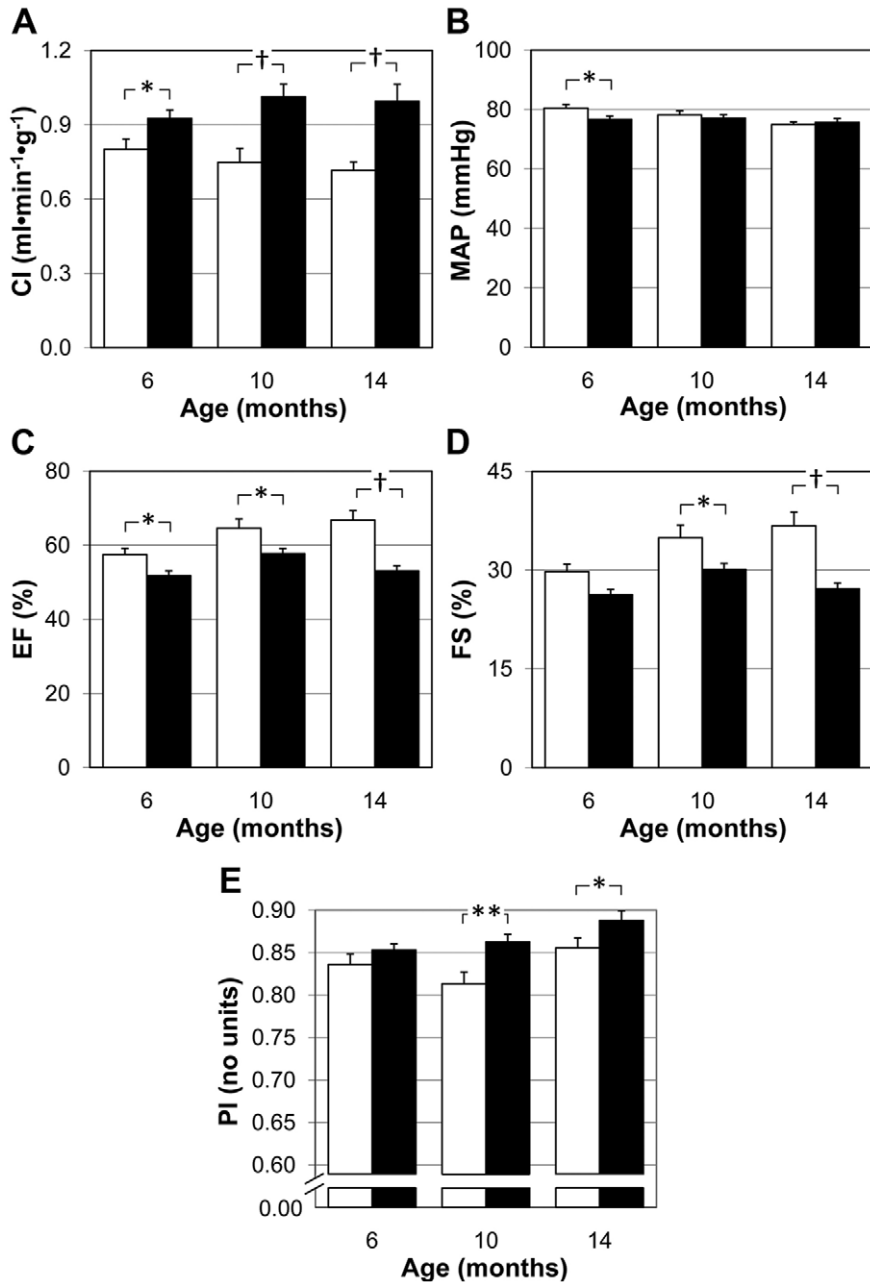 A
CI (ml•min⁻¹•g⁻¹)
1.2
0.9
0.6
0.3
0.0
* † †
6 10 14
Age (months)
B
MAP (mmHg)
100
80
60
40
20
0
*
6 10 14
Age (months)
C
EF (%)
80
60
40
20
0
* * †
6 10 14
Age (months)
D
FS (%)
45
30
15
0
* †
6 10 14
Age (months)
E
PI (no units)
0.90
0.85
0.80
0.75
0.70
0.65
0.60
0.00
** *
6 10 14
Age (months)